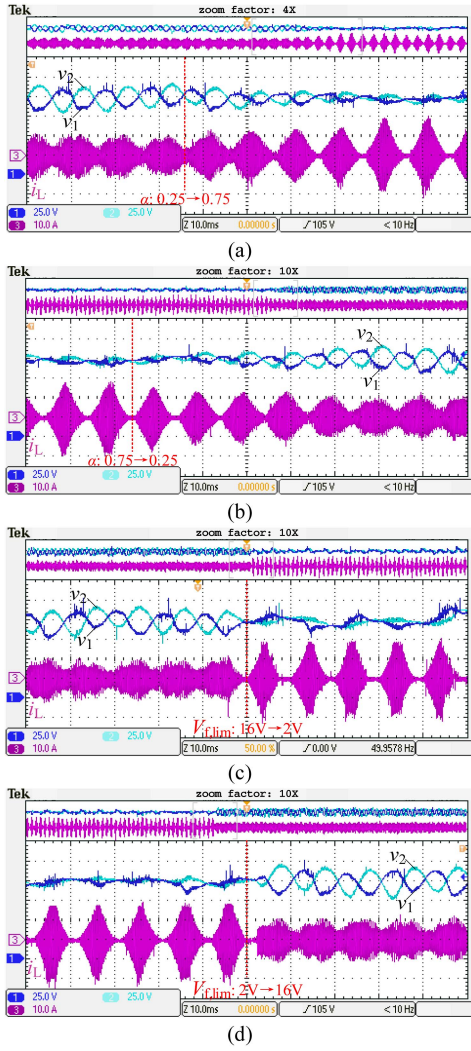 Tek zoom factor: 4X
v2
v1
3
1
iL
α: 0.25→0.75
1 25.0 V 2 25.0 V
3 10.0 A
Z 10.0ms 0.00000 s 105 V < 10 Hz
(a)
Tek zoom factor: 10X
v2
v1
3
1
iL
α: 0.75→0.25
1 25.0 V 2 25.0 V
3 10.0 A
Z 10.0ms 0.00000 s 105 V < 10 Hz
(b)
Tek zoom factor: 10X
v2
v1
3
1
iL
Vf,lim: 16V→2V
1 25.0 V 2 25.0 V
3 10.0 A
Z 10.0ms 50.00 % 0.00 V 49.9578 Hz
(c)
Tek zoom factor: 10X
v2
v1
3
1
iL
Vf,lim: 2V→16V
1 25.0 V 2 25.0 V
3 10.0 A
Z 10.0ms 0.00000 s 105 V < 10 Hz
(d)